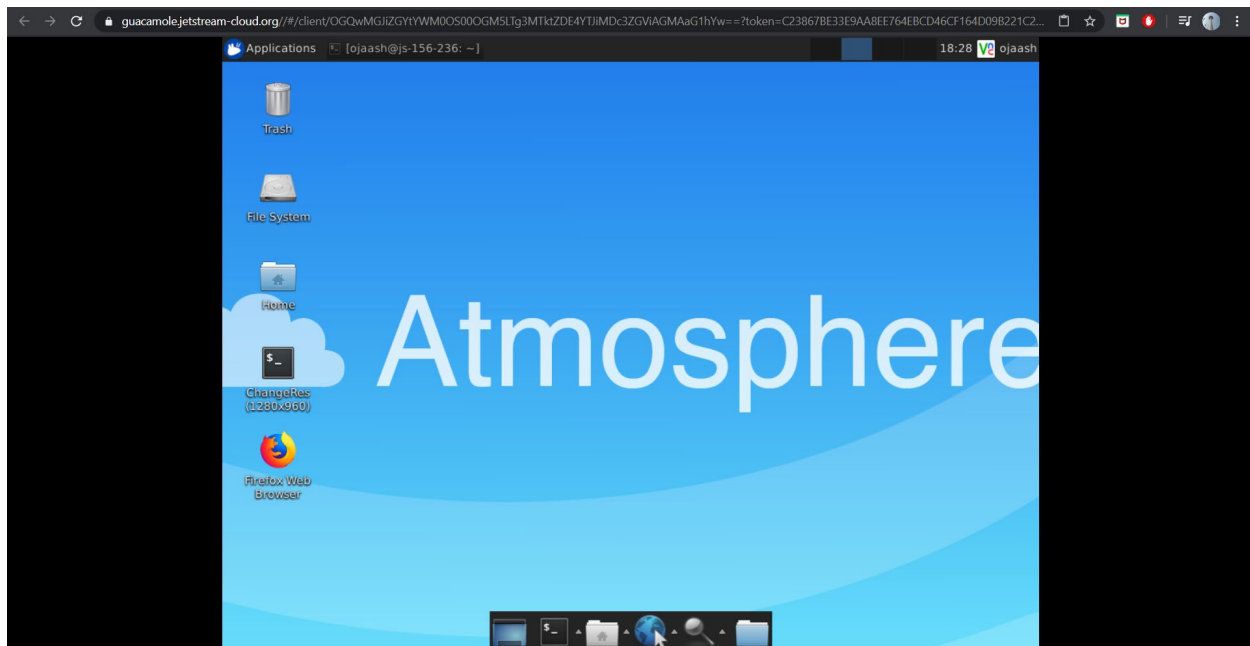 guacamole.jetstream-cloud.org//#/client/OGQwMGJiZGYtYWM0OS00OGM5LTg3MTktZDE4YTJiMDc3ZGViAGMAaG1hYw==?token=C23867BE33E9AA8EE764EBCD46CF164D09B221C2...
Applications [ojaash@js-156-236: ~] 18:28 V2 ojaash
Trash
File System
Home
Atmosphere
$_
ChangeRes
(1280x960)
Firefox Web
Browser
$_